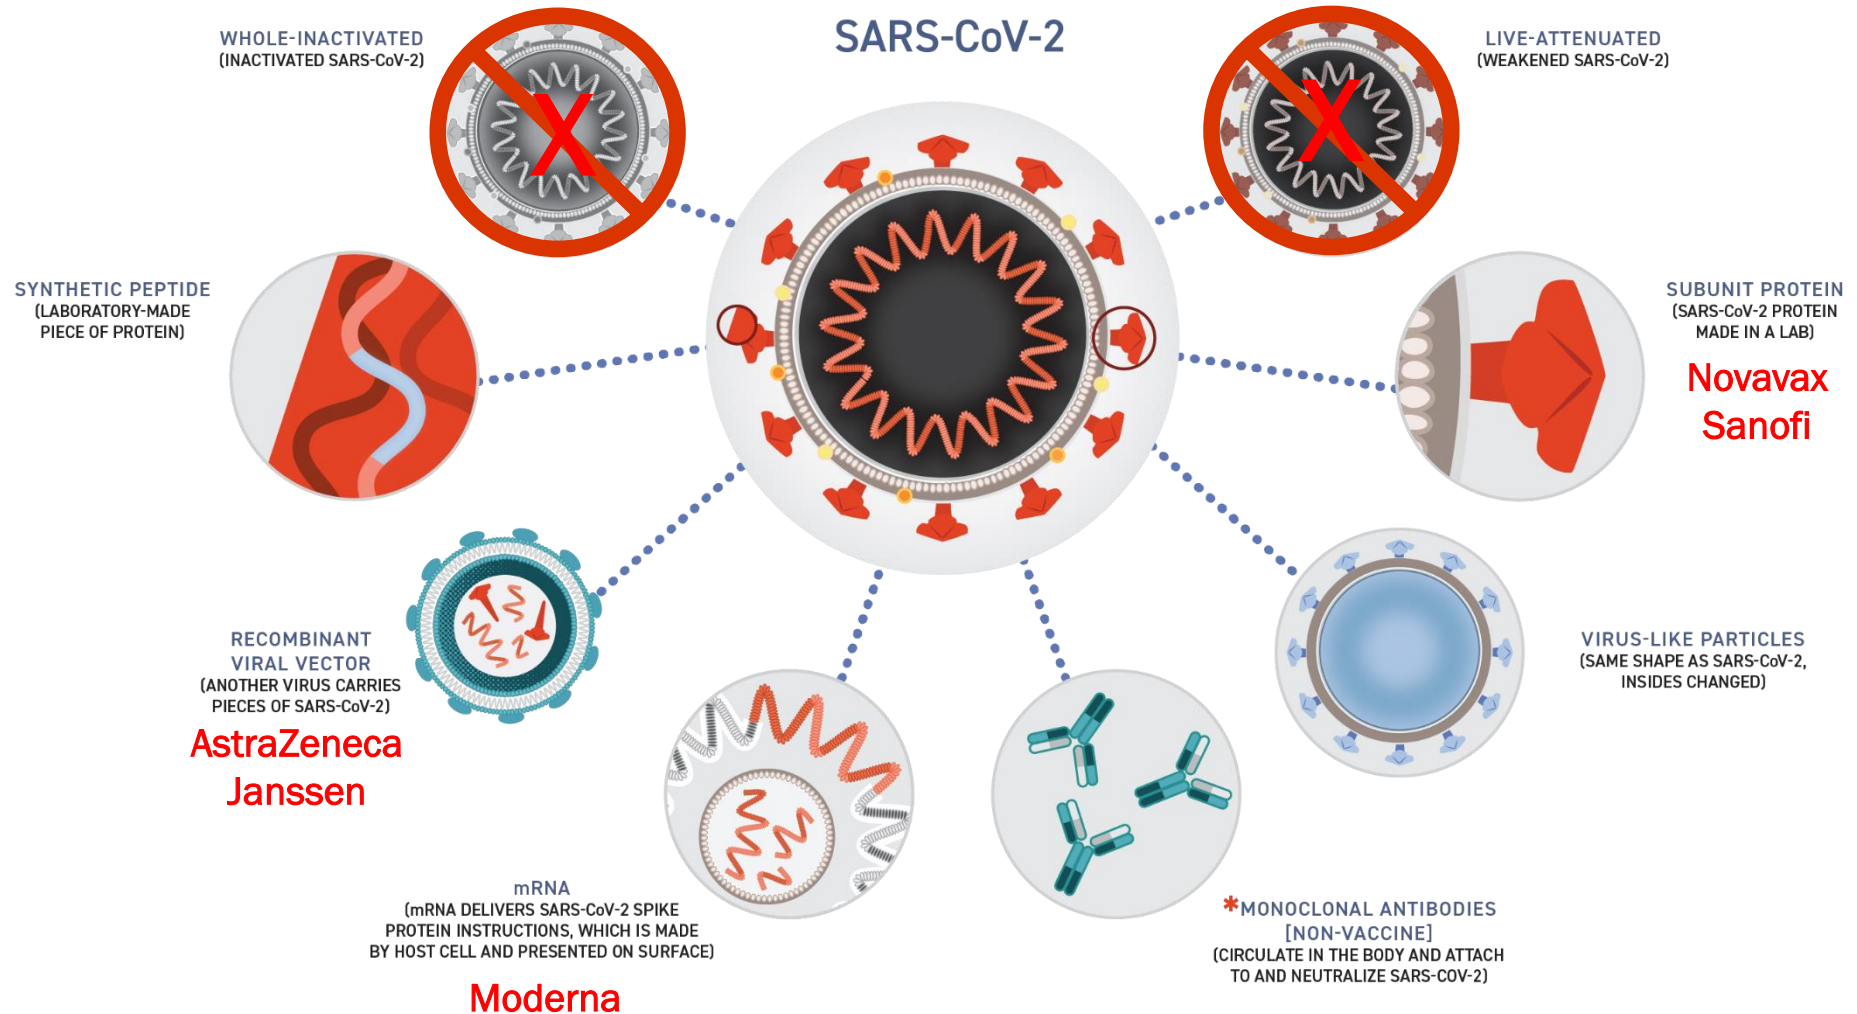 SARS-CoV-2
WHOLE-INACTIVATED
(INACTIVATED SARS-CoV-2)
X
LIVE-ATTENUATED
(WEAKENED SARS-CoV-2)
X
SYNTHETIC PEPTIDE
(LABORATORY-MADE
PIECE OF PROTEIN)
SUBUNIT PROTEIN
(SARS-CoV-2 PROTEIN
MADE IN A LAB)
Novavax
Sanofi
RECOMBINANT
VIRAL VECTOR
(ANOTHER VIRUS CARRIES
PIECES OF SARS-CoV-2)
AstraZeneca
Janssen
VIRUS-LIKE PARTICLES
(SAME SHAPE AS SARS-CoV-2,
INSIDES CHANGED)
mRNA
(mRNA DELIVERS SARS-CoV-2 SPIKE
PROTEIN INSTRUCTIONS, WHICH IS MADE
BY HOST CELL AND PRESENTED ON SURFACE)
Moderna
*MONOCLONAL ANTIBODIES
[NON-VACCINE]
(CIRCULATE IN THE BODY AND ATTACH
TO AND NEUTRALIZE SARS-COV-2)